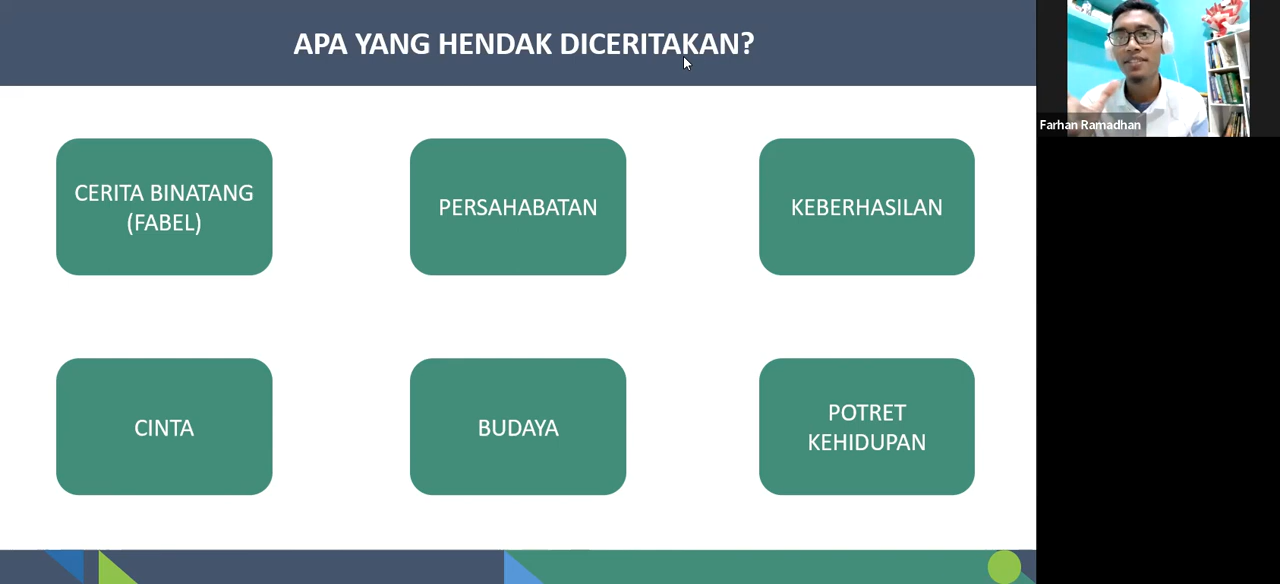 APA YANG HENDAK DICERITAKAN?
Farhan Ramadhan
CERITA BINATANG
(FABEL)
PERSAHABATAN
KEBERHASILAN
CINTA
BUDAYA
POTRET
KEHIDUPAN